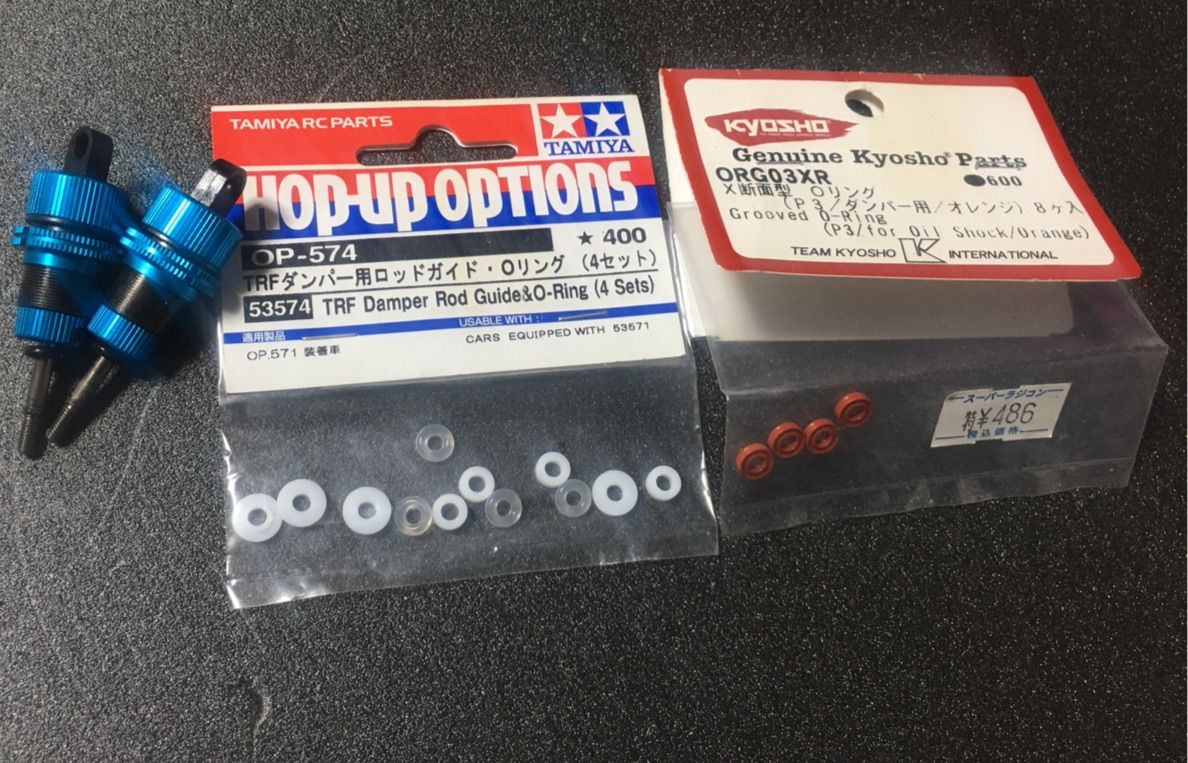 TAMIYA RC PARTS
TAMIYA
HOP-UP OPTIONS
OP-574
★ 400
TRFダンパー用ロッドガイド・Oリング (4セット)
53574 TRF Damper Rod Guide&O-Ring (4 Sets)
適用製品
USABLE WITH :
OP.571 装着車
CARS EQUIPPED WITH 53571
KYOSHO
Genuine Kyosho® Parts
ORG03XR
●600
X断面型 Oリング
(P3/ダンパー用/オレンジ) 8ヶ入
Grooved O-Ring
(P3/for Oil Shock/Orange)
TEAM KYOSHO K INTERNATIONAL
スーパーラジコン
特¥486
税込価格